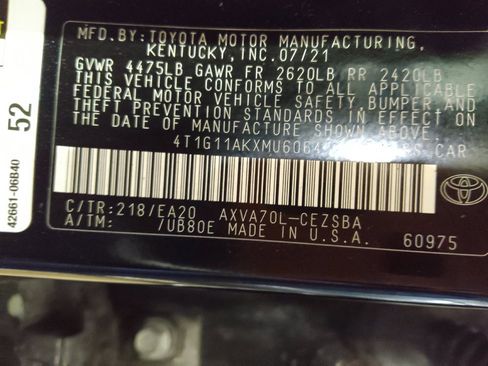 MFD.BY:TOYOTA MOTOR MANUFACTURING,
KENTUCKY,INC.07/21
GVWR 4475LB GAWR FR 2620LB RR 2420LB
THIS VEHICLE CONFORMS TO ALL APPLICABLE
FEDERAL MOTOR VEHICLE SAFETY,BUMPER AND
THEFT PREVENTION STANDARDS IN EFFECT ON
THE DATE OF MANUFACTURE SHOWN ABOVE.
CAR
C/TR:218/EA20 AXVA70L-CEZSBA
/UB80E MADE IN U.S.A.
60975
TOYOTA
52
42661-06B40